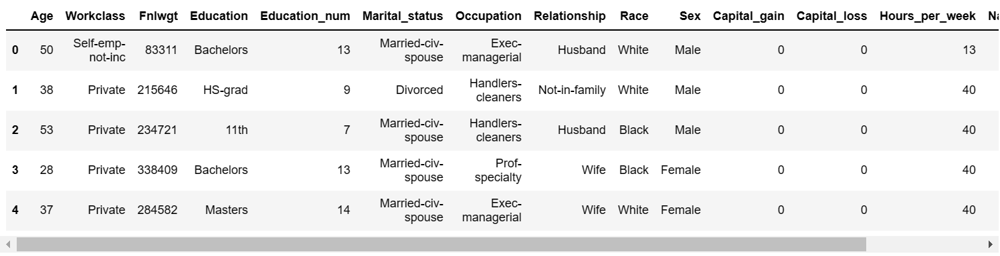 Age Workclass Fnlwgt Education Education_num Marital_status Occupation Relationship Race Sex Capital_gain Capital_loss Hours_per_week Na
0 50 Self-emp-not-inc 83311 Bachelors 13 Married-civ-spouse Exec-managerial Husband White Male 0 0 13
1 38 Private 215646 HS-grad 9 Divorced Handlers-cleaners Not-in-family White Male 0 0 40
2 53 Private 234721 11th 7 Married-civ-spouse Handlers-cleaners Husband Black Male 0 0 40
3 28 Private 338409 Bachelors 13 Married-civ-spouse Prof-specialty Wife Black Female 0 0 40
4 37 Private 284582 Masters 14 Married-civ-spouse Exec-managerial Wife White Female 0 0 40